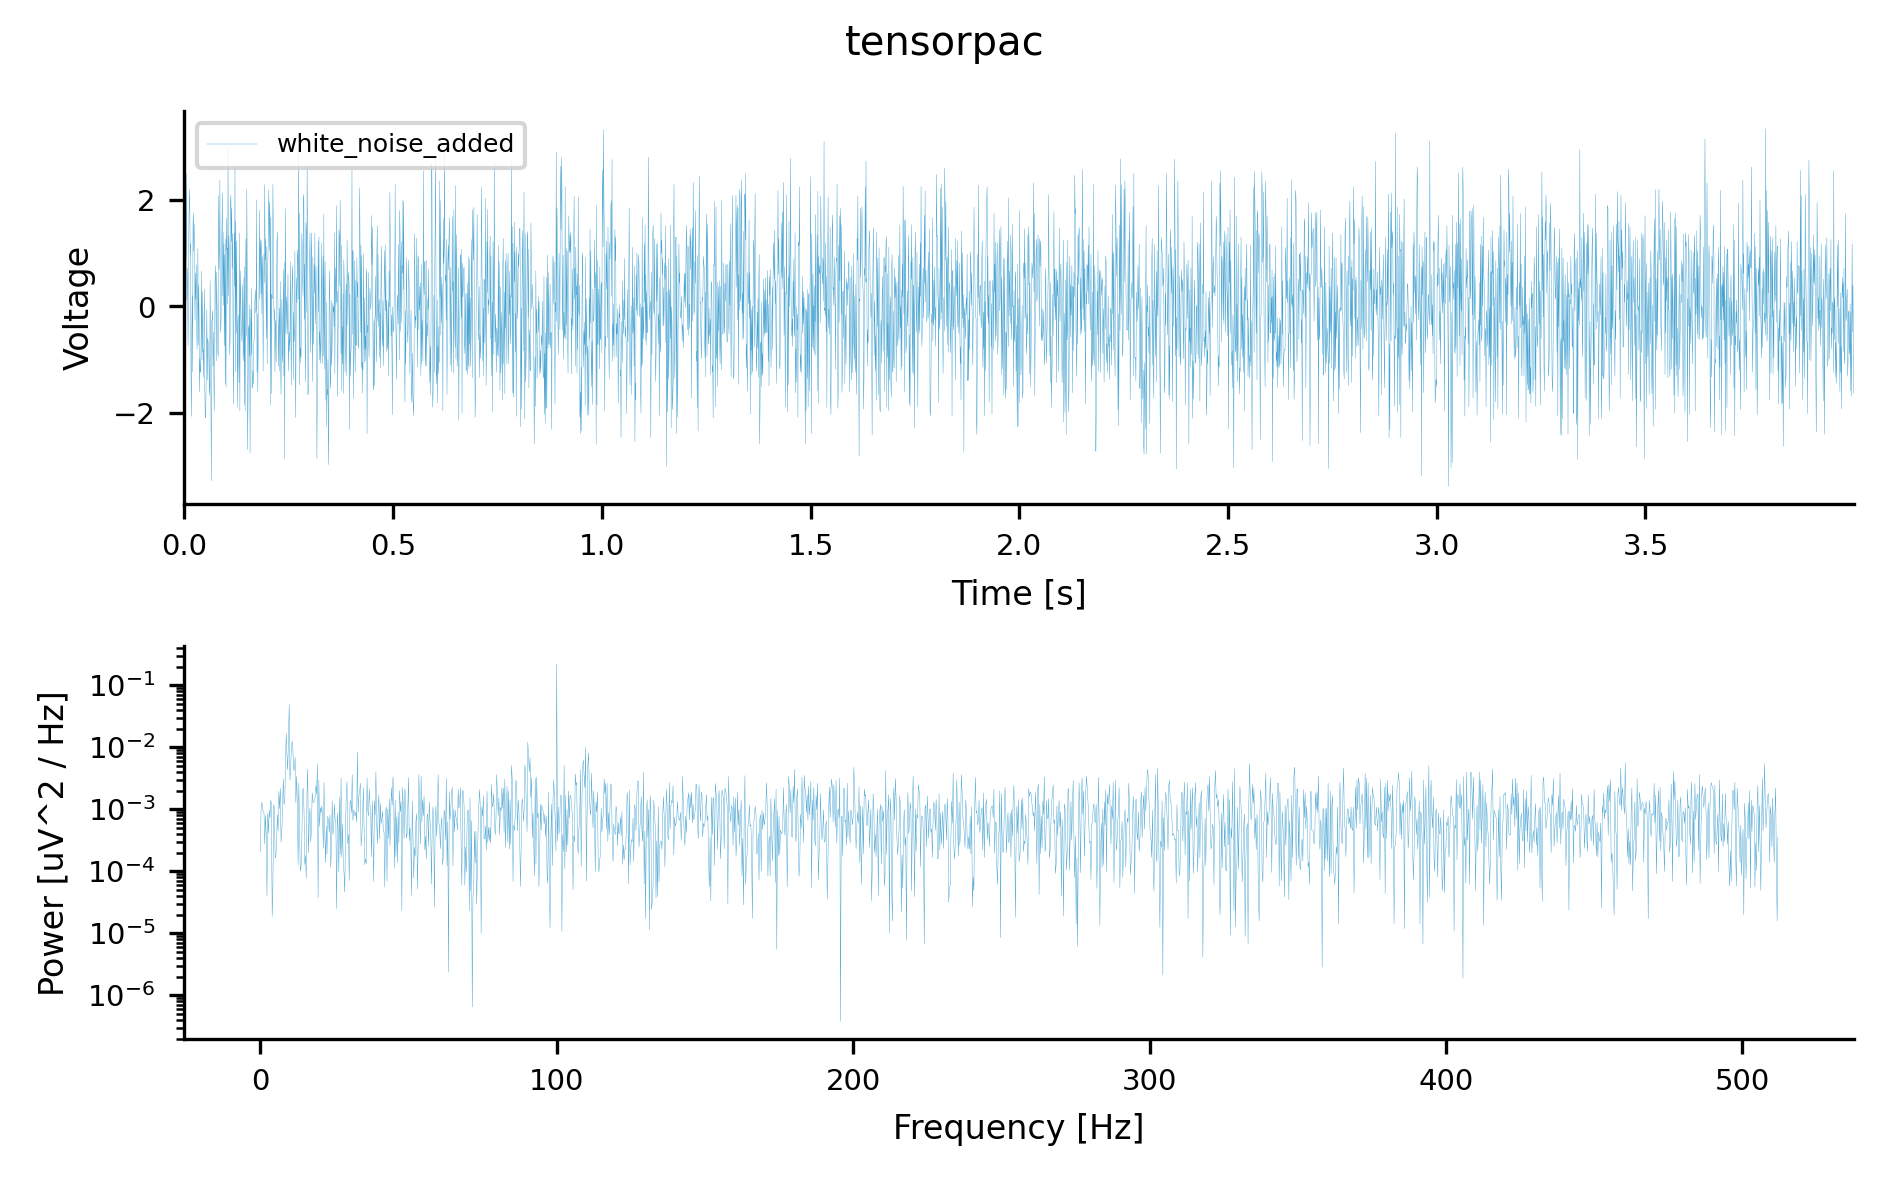 tensorpac
white_noise_added
Voltage
2
0
−2
0.0 0.5 1.0 1.5 2.0 2.5 3.0 3.5
Time [s]
Power [uV^2 / Hz]
10⁻¹
10⁻²
10⁻³
10⁻⁴
10⁻⁵
10⁻⁶
0 100 200 300 400 500
Frequency [Hz]